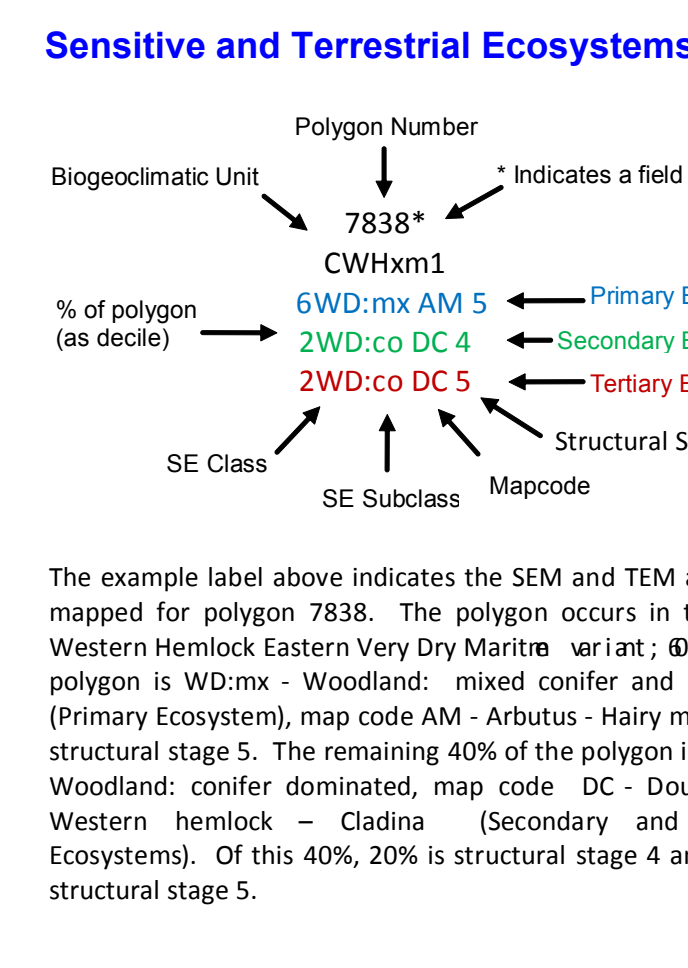 Sensitive and Terrestrial Ecosystems
Polygon Number
Biogeoclimatic Unit
* Indicates a field
7838*
CWHxm1
% of polygon
(as decile)
6WD:mx AM 5
Primary E
2WD:co DC 4
Secondary E
2WD:co DC 5
Tertiary E
Structural S
SE Class
SE Subclass
Mapcode
The example label above indicates the SEM and TEM a
mapped for polygon 7838. The polygon occurs in t
Western Hemlock Eastern Very Dry Maritme variant; 60
polygon is WD:mx - Woodland: mixed conifer and
(Primary Ecosystem), map code AM - Arbutus - Hairy m
structural stage 5. The remaining 40% of the polygon i
Woodland: conifer dominated, map code DC - Dou
Western hemlock – Cladina (Secondary and
Ecosystems). Of this 40%, 20% is structural stage 4 a
structural stage 5.